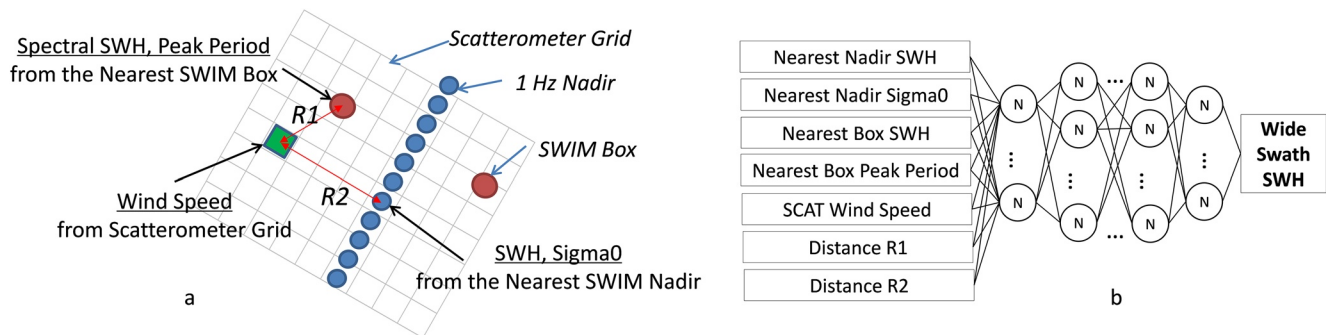 Spectral SWH, Peak Period
from the Nearest SWIM Box
Scatterometer Grid
1 Hz Nadir
R1
SWIM Box
R2
Wind Speed
from Scatterometer Grid
SWH, Sigma0
from the Nearest SWIM Nadir
a
Nearest Nadir SWH
Nearest Nadir Sigma0
Nearest Box SWH
Nearest Box Peak Period
SCAT Wind Speed
Distance R1
Distance R2
N
...
N
N
N
...
N
N
...
N
N
...
N
N
...
N
...
N
Wide
Swath
SWH
b